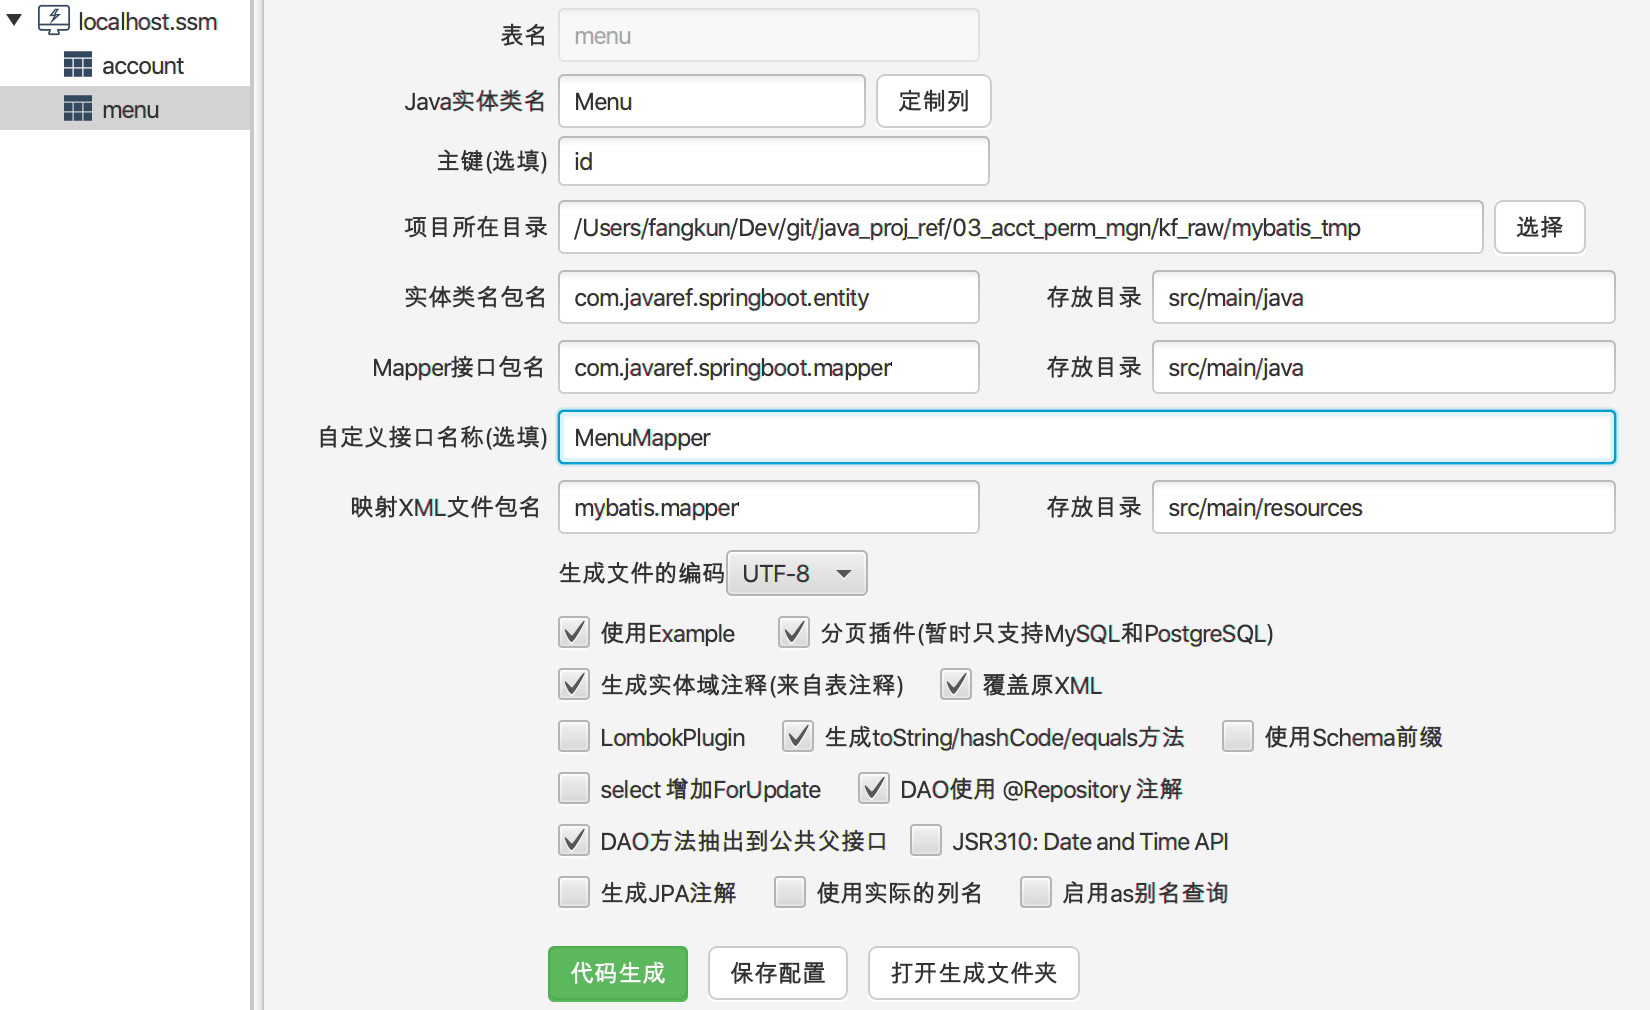 localhost.ssm
account
menu
表名 menu
Java实体类名 Menu 定制列
主键(选填) id
项目所在目录 /Users/fangkun/Dev/git/java_proj_ref/03_acct_perm_mgn/kf_raw/mybatis_tmp 选择
实体类名包名 com.javaref.springboot.entity 存放目录 src/main/java
Mapper接口包名 com.javaref.springboot.mapper 存放目录 src/main/java
自定义接口名称(选填) MenuMapper
映射XML文件包名 mybatis.mapper 存放目录 src/main/resources
生成文件的编码 UTF-8
使用Example 分页插件(暂时只支持MySQL和PostgreSQL)
生成实体域注释(来自表注释) 覆盖原XML
LombokPlugin 生成toString/hashCode/equals方法 使用Schema前缀
select 增加ForUpdate DAO使用 @Repository 注解
DAO方法抽出到公共父接口 JSR310: Date and Time API
生成JPA注解 使用实际的列名 启用as别名查询
代码生成 保存配置 打开生成文件夹